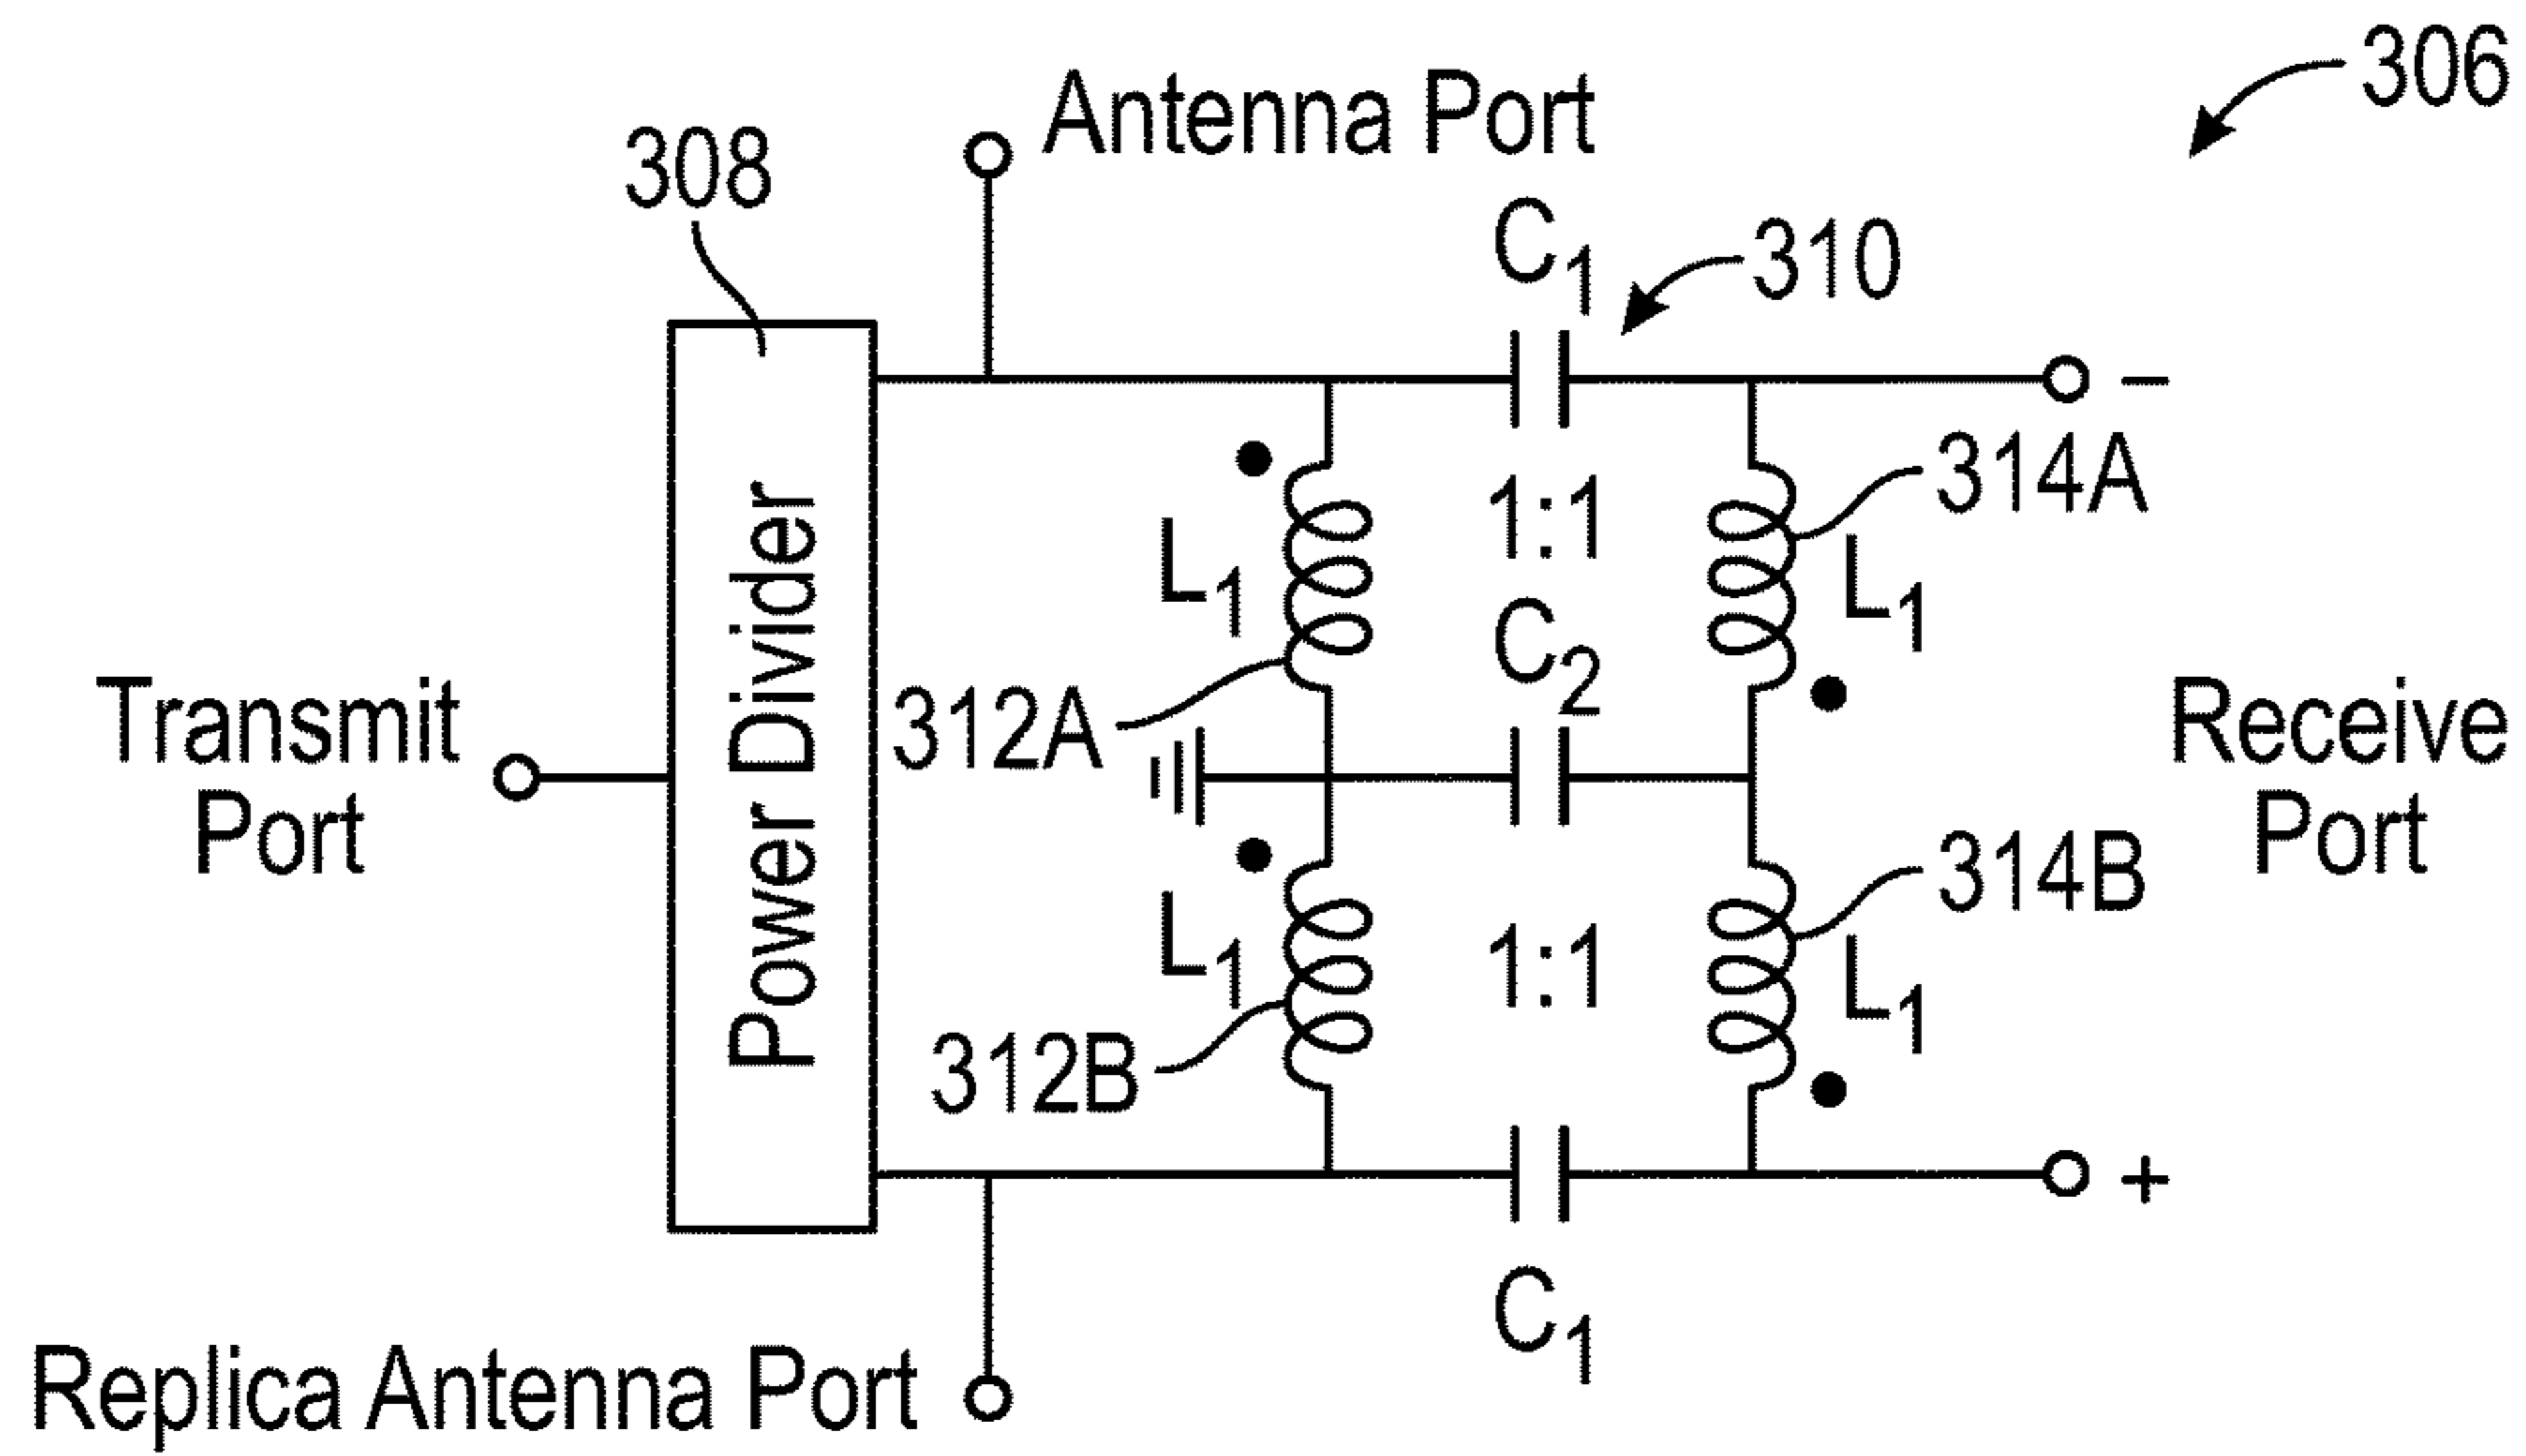 306
Antenna Port
308
C1
310
−
314A
1:1
L1
L1
C2
Transmit
Port
Power Divider
312A
Receive
Port
314B
L1
1:1
L1
312B
+
C1
Replica Antenna Port